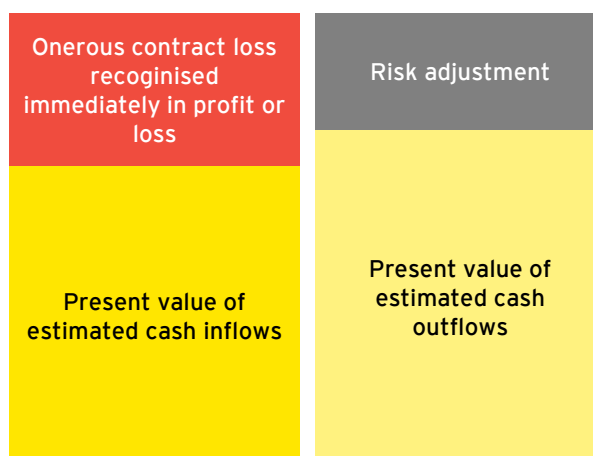 Onerous contract loss
recoginised
immediately in profit or
loss
Risk adjustment
Present value of
estimated cash inflows
Present value of
estimated cash
outflows